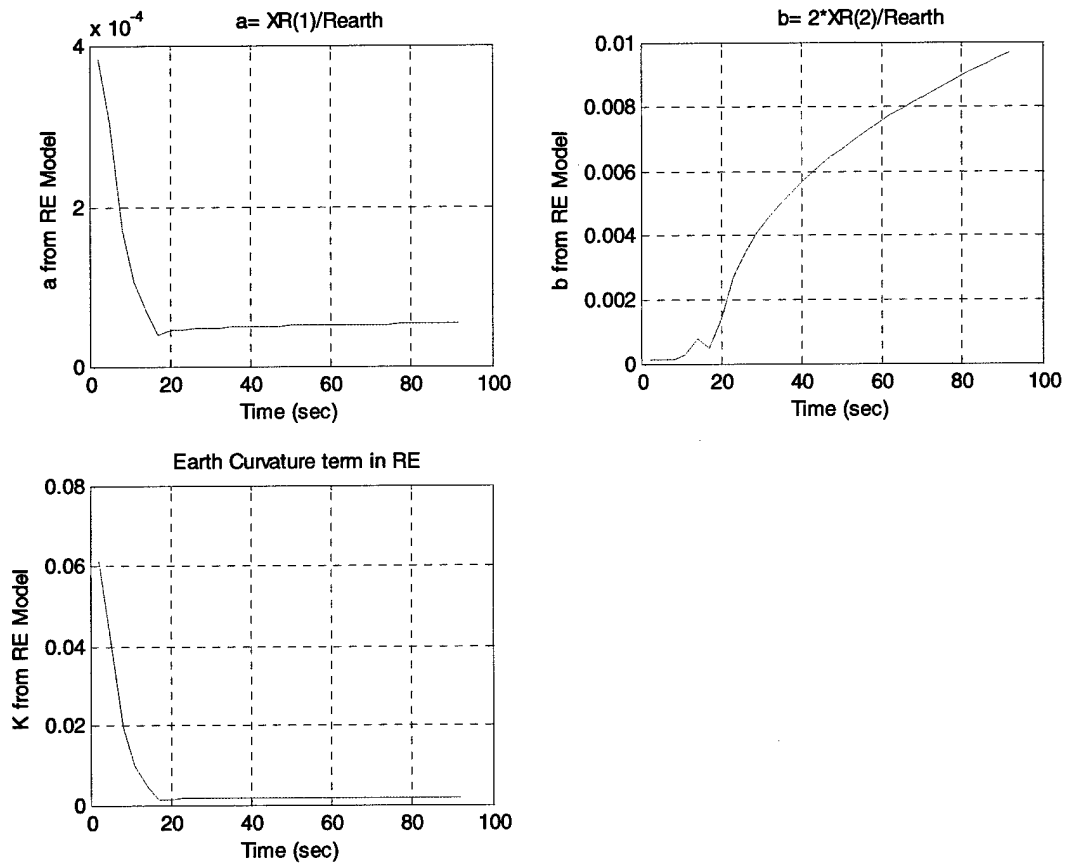 a= XR(1)/Rearth
x 10-4
4
2
0
0 20 40 60 80 100
Time (sec)
a from RE Model
b= 2*XR(2)/Rearth
0.01
0.008
0.006
0.004
0.002
0
0 20 40 60 80 100
Time (sec)
b from RE Model
Earth Curvature term in RE
0.08
0.06
0.04
0.02
0
0 20 40 60 80 100
Time (sec)
K from RE Model